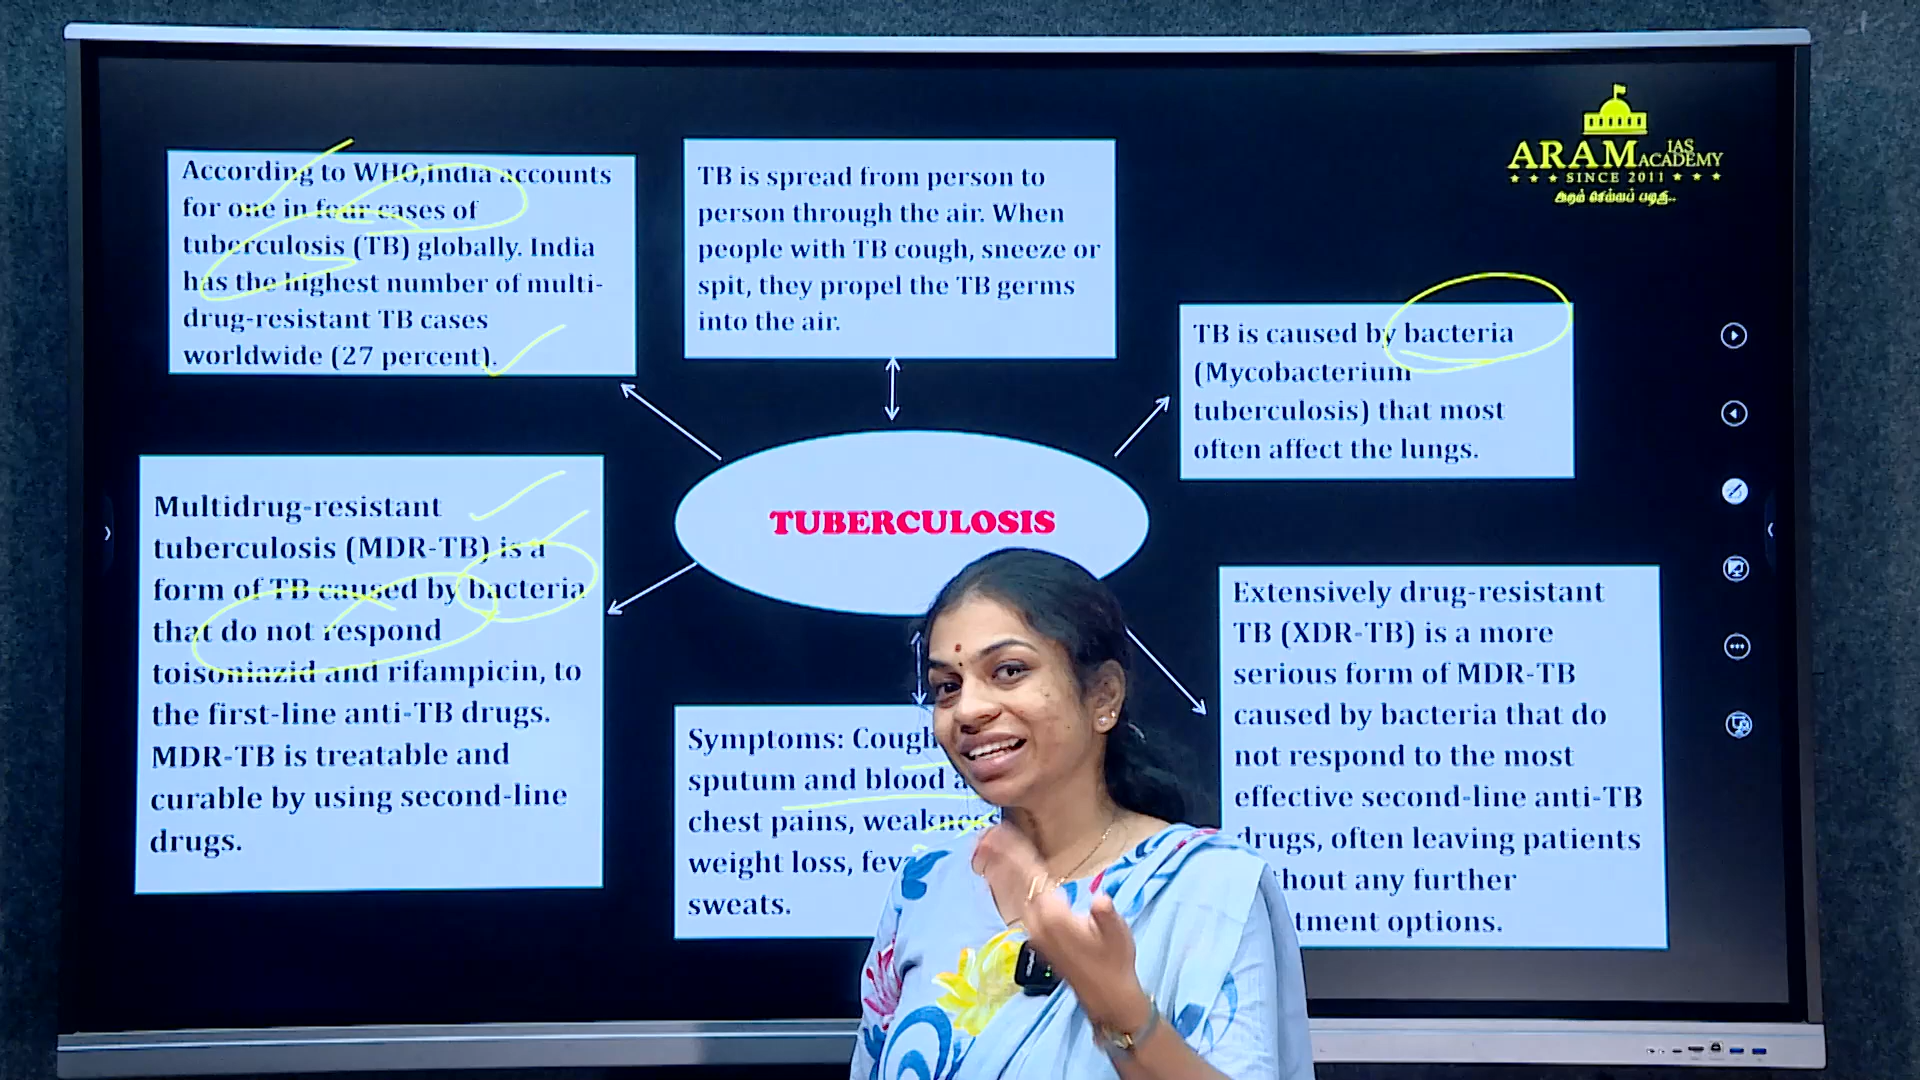 According to WHO,India accounts
for one in four cases of
tuberculosis (TB) globally. India
has the highest number of multi-
drug-resistant TB cases
worldwide (27 percent).
TB is spread from person to
person through the air. When
people with TB cough, sneeze or
spit, they propel the TB germs
into the air.
ARAM IAS ACADEMY
SINCE 2011
அறம் செய்யப் பழகு..
TB is caused by bacteria
(Mycobacterium
tuberculosis) that most
often affect the lungs.
TUBERCULOSIS
Multidrug-resistant
tuberculosis (MDR-TB) is a
form of TB caused by bacteria
that do not respond
toisoniazid and rifampicin, to
the first-line anti-TB drugs.
MDR-TB is treatable and
curable by using second-line
drugs.
Symptoms: Cough
sputum and blood
chest pains, weakness
weight loss,
sweats.
Extensively drug-resistant
TB (XDR-TB) is a more
serious form of MDR-TB
caused by bacteria that do
not respond to the most
effective second-line anti-TB
drugs, often leaving patients
any further
options.